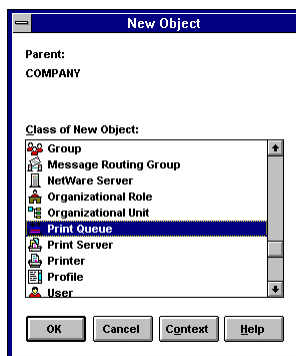 New Object
Parent:
COMPANY
Class of New Object:
Group
Message Routing Group
NetWare Server
Organizational Role
Organizational Unit
Print Queue
Print Server
Printer
Profile
User
OK
Cancel
Context
Help